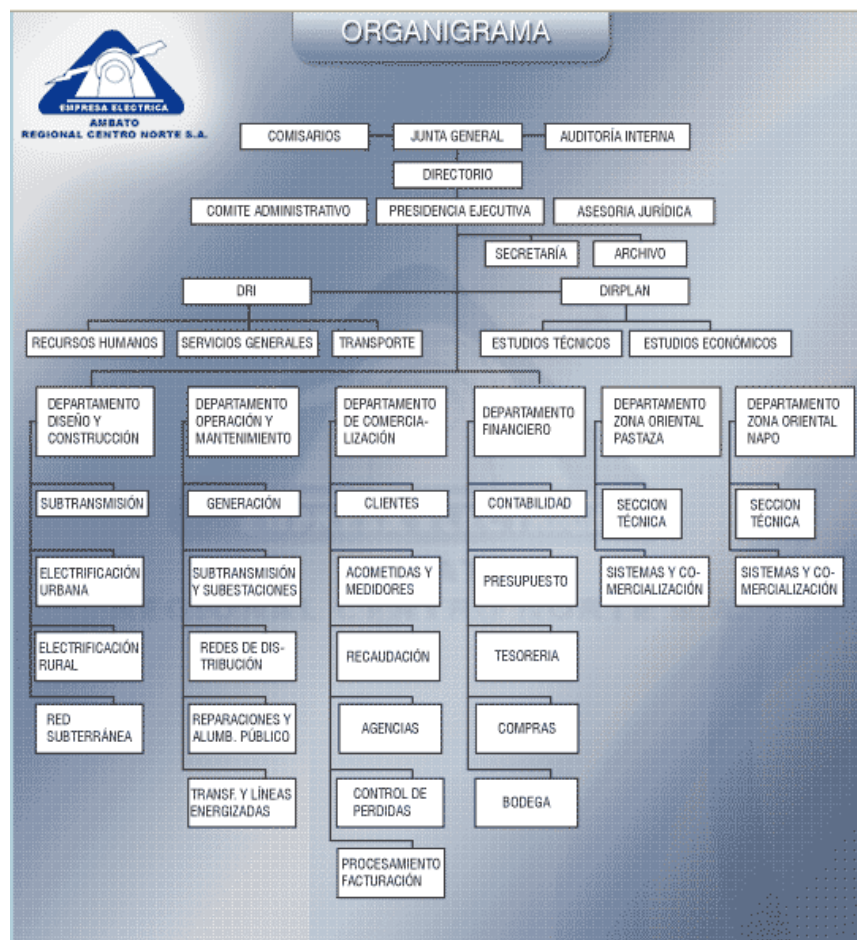 ORGANIGRAMA
EMPRESA ELECTRICA
AMBATO
REGIONAL CENTRO NORTE S.A.
COMISARIOS
JUNTA GENERAL
AUDITORÍA INTERNA
DIRECTORIO
COMITE ADMINISTRATIVO
PRESIDENCIA EJECUTIVA
ASESORIA JURÍDICA
SECRETARÍA
ARCHIVO
DRI
DIRPLAN
RECURSOS HUMANOS
SERVICIOS GENERALES
TRANSPORTE
ESTUDIOS TÉCNICOS
ESTUDIOS ECONÓMICOS
DEPARTAMENTO
DISEÑO Y
CONSTRUCCIÓN
SUBTRANSMISIÓN
ELECTRIFICACIÓN
URBANA
ELECTRIFICACIÓN
RURAL
RED
SUBTERRÁNEA
DEPARTAMENTO
OPERACIÓN Y
MANTENIMIENTO
GENERACIÓN
SUBTRANSMISIÓN
Y SUBESTACIONES
REDES DE DIS-
TRIBUCIÓN
REPARACIONES Y
ALUMB. PÚBLICO
TRANSF. Y LÍNEAS
ENERGIZADAS
DEPARTAMENTO
DE COMERCIA-
LIZACIÓN
CLIENTES
ACOMETIDAS Y
MEDIDORES
RECAUDACIÓN
AGENCIAS
CONTROL DE
PERDIDAS
PROCESAMIENTO
FACTURACIÓN
DEPARTAMENTO
FINANCIERO
CONTABILIDAD
PRESUPUESTO
TESORERIA
COMPRAS
BODEGA
DEPARTAMENTO
ZONA ORIENTAL
PASTAZA
SECCION
TÉCNICA
SISTEMAS Y CO-
MERCIALIZACIÓN
DEPARTAMENTO
ZONA ORIENTAL
NAPO
SECCION
TÉCNICA
SISTEMAS Y CO-
MERCIALIZACIÓN